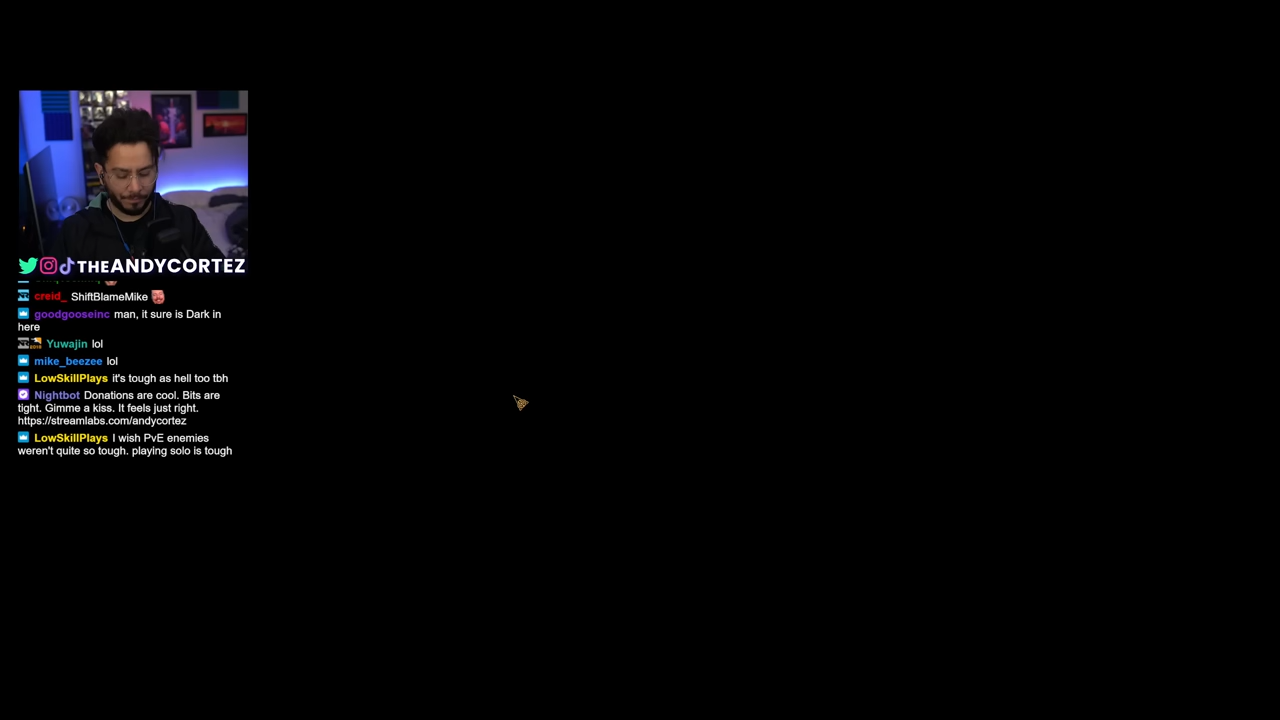 THEANDYCORTEZ
creid_ ShiftBlameMike
goodgooseinc man, it sure is Dark in
here
Yuwajin lol
mike_beezee lol
LowSkillPlays it's tough as hell too tbh
Nightbot Donations are cool. Bits are
tight. Gimme a kiss. It feels just right.
https://streamlabs.com/andycortez
LowSkillPlays I wish PvE enemies
weren't quite so tough. playing solo is tough